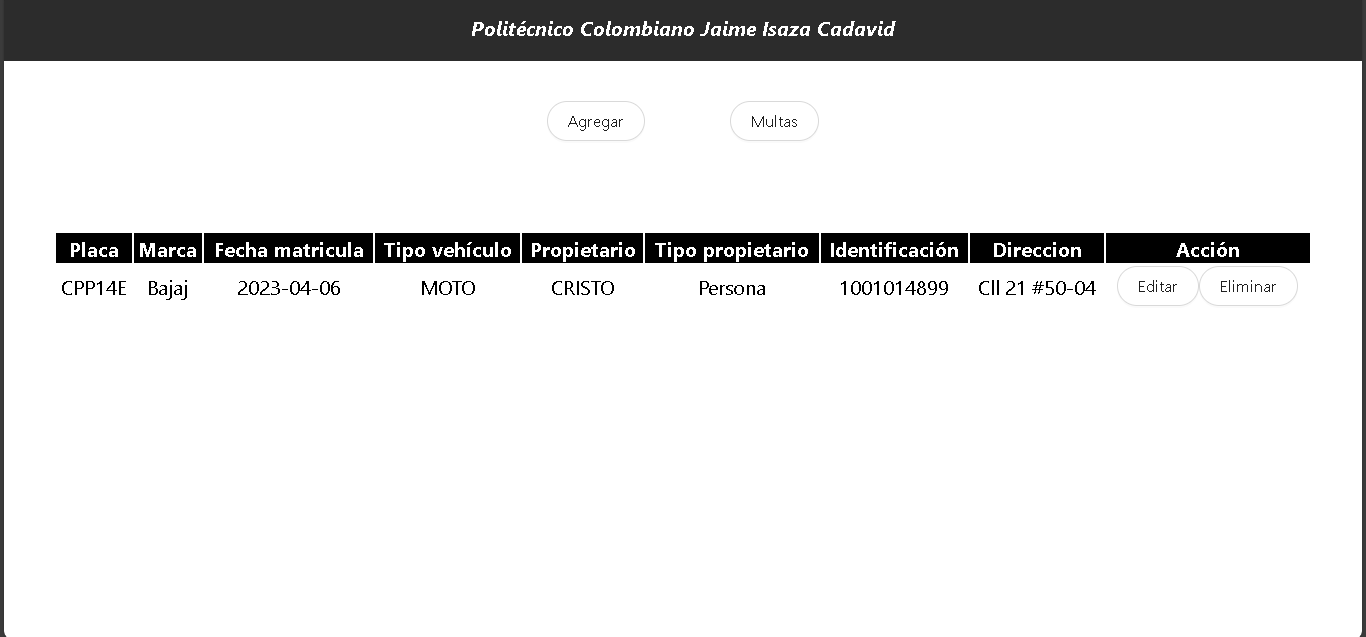 Politécnico Colombiano Jaime Isaza Cadavid
Agregar Multas
Placa Marca Fecha matricula Tipo vehículo Propietario Tipo propietario Identificación Direccion Acción
CPP14E Bajaj 2023-04-06 MOTO CRISTO Persona 1001014899 Cll 21 #50-04 Editar Eliminar